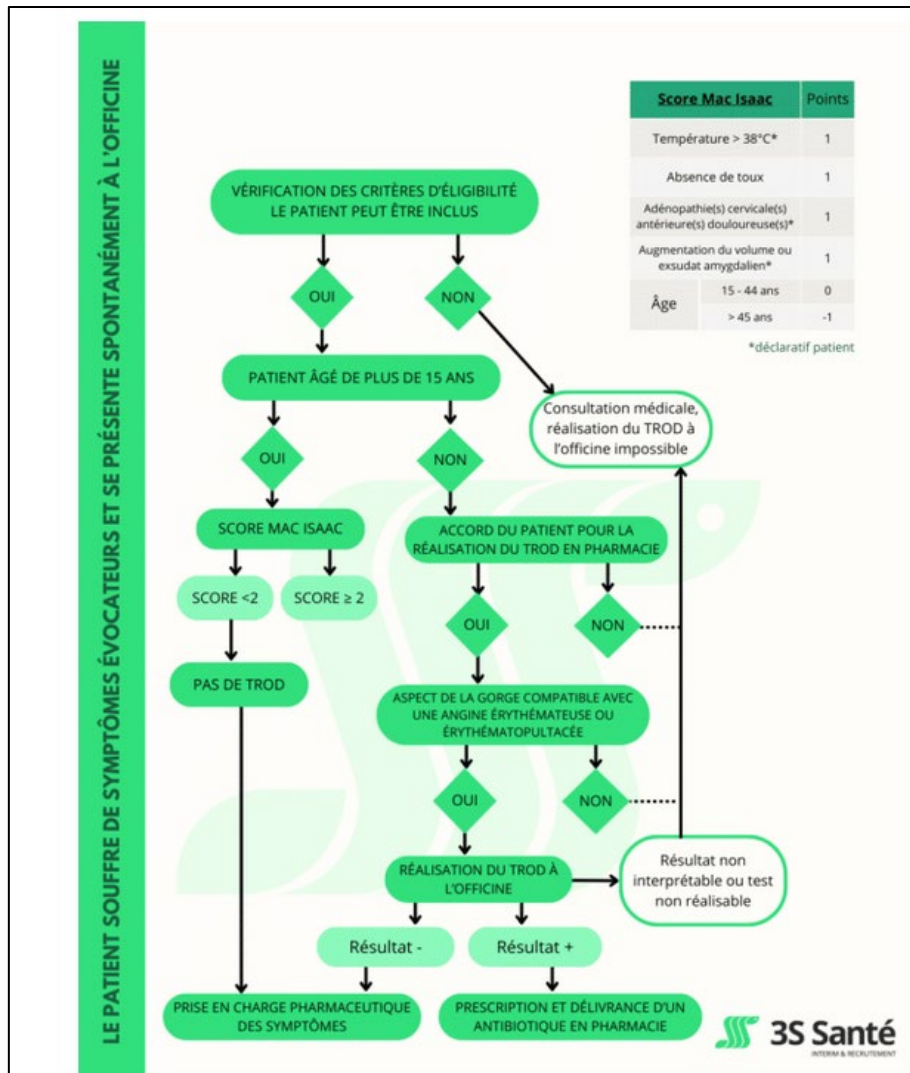 LE PATIENT SOUFFRE DE SYMPTÔMES ÉVOCATEURS ET SE PRÉSENTE SPONTANÉMENT À L'OFFICINE
Score Mac Isaac Points
Température > 38°C* 1
Absence de toux 1
Adénopathie(s) cervicale(s)
antérieure(s) douloureuse(s)* 1
Augmentation du volume ou
exsudat amygdalien* 1
Âge 15 - 44 ans 0
> 45 ans -1
*déclaratif patient
VÉRIFICATION DES CRITÈRES D'ÉLIGIBILITÉ
LE PATIENT PEUT ÊTRE INCLUS
OUI NON
PATIENT ÂGÉ DE PLUS DE 15 ANS
Consultation médicale,
réalisation du TROD à
l'officine impossible
OUI NON
SCORE MAC ISAAC
ACCORD DU PATIENT POUR LA
RÉALISATION DU TROD EN PHARMACIE
SCORE <2 SCORE ≥ 2
OUI NON
PAS DE TROD
ASPECT DE LA GORGE COMPATIBLE AVEC
UNE ANGINE ÉRYTHÉMATEUSE OU
ÉRYTHÉMATOPULTACÉE
OUI NON
RÉALISATION DU TROD À
L'OFFICINE
Résultat non
interprétable ou test
non réalisable
Résultat - Résultat +
PRISE EN CHARGE PHARMACEUTIQUE
DES SYMPTÔMES
PRESCRIPTION ET DÉLIVRANCE D'UN
ANTIBIOTIQUE EN PHARMACIE
3S Santé
INTERIM & RECRUTEMENT